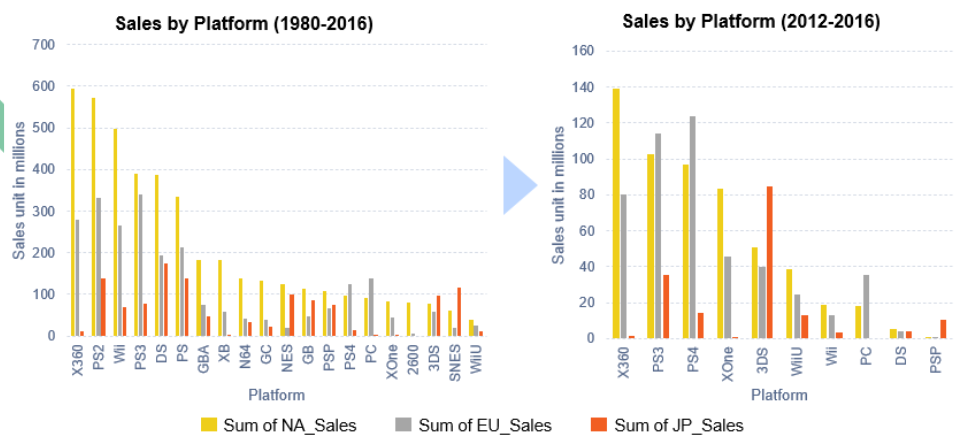 Sales by Platform (1980-2016)
700
600
500
400
300
200
100
0
Sales unit in millions
X360
PS2
Wii
PS3
DS
PS
GBA
XB
N64
GC
NES
GB
PSP
PS4
PC
XOne
2600
3DS
SNES
WiiU
Platform
Sales by Platform (2012-2016)
160
140
120
100
80
60
40
20
0
Sales unit in millions
X360
PS3
PS4
XOne
3DS
WiiU
Wii
PC
DS
PSP
Platform
Sum of NA_Sales Sum of EU_Sales Sum of JP_Sales